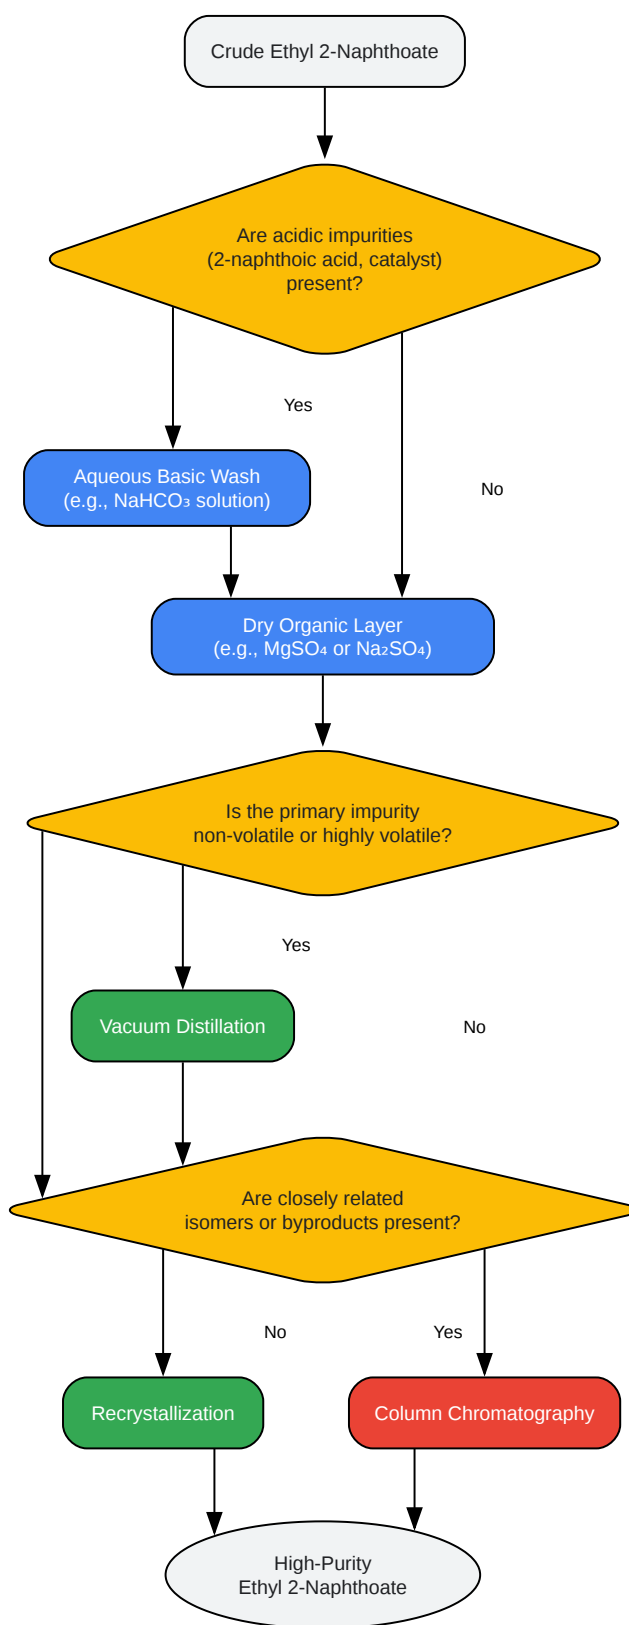 Crude Ethyl 2-Naphthoate
Are acidic impurities
(2-naphthoic acid, catalyst)
present?
Yes
Aqueous Basic Wash
(e.g., NaHCO₃ solution)
No
Dry Organic Layer
(e.g., MgSO₄ or Na₂SO₄)
Is the primary impurity
non-volatile or highly volatile?
Yes
Vacuum Distillation
No
Are closely related
isomers or byproducts present?
No
Yes
Recrystallization
Column Chromatography
High-Purity
Ethyl 2-Naphthoate